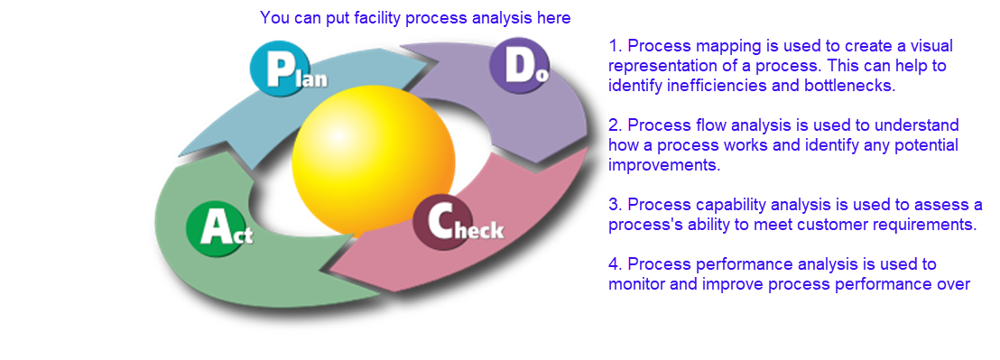 You can put facility process analysis here
Plan
Do
Act
Check
1. Process mapping is used to create a visual
representation of a process. This can help to
identify inefficiencies and bottlenecks.
2. Process flow analysis is used to understand
how a process works and identify any potential
improvements.
3. Process capability analysis is used to assess a
process's ability to meet customer requirements.
4. Process performance analysis is used to
monitor and improve process performance over